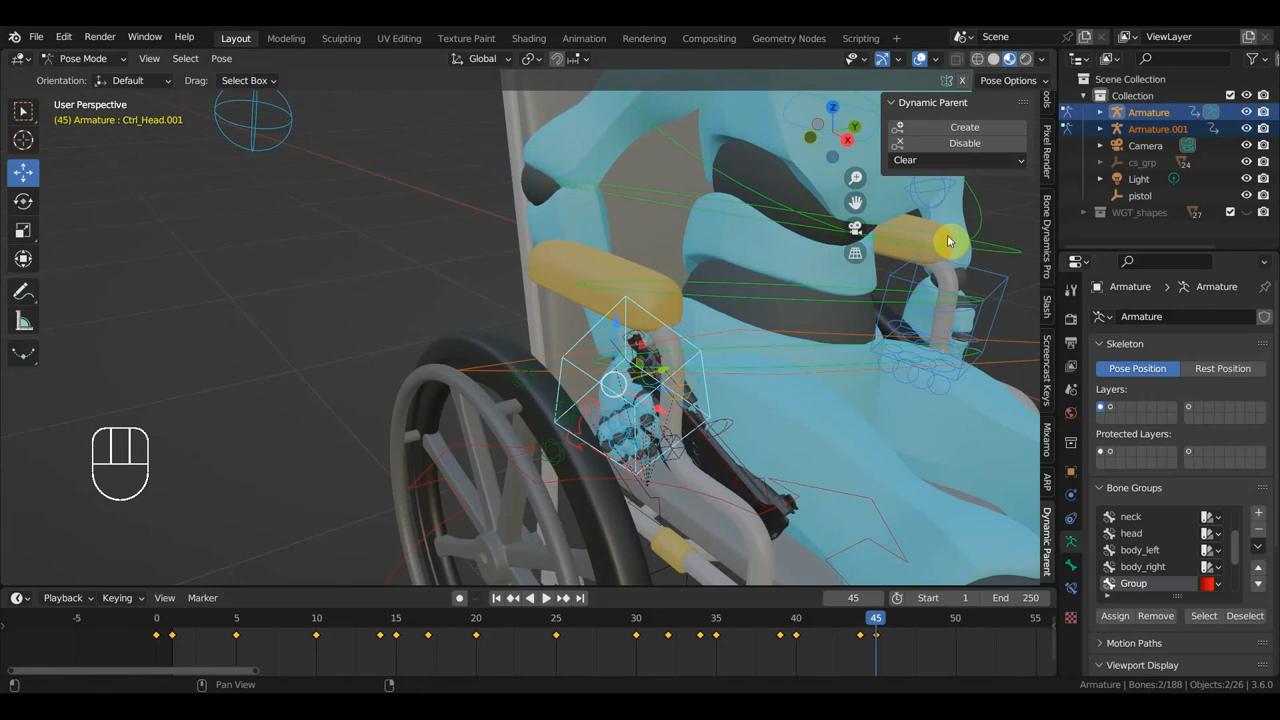 File Edit Render Window Help
Layout Modeling Sculpting UV Editing Texture Paint Shading Animation Rendering Compositing Geometry Nodes Scripting +
Scene
ViewLayer
Pose Mode View Select Pose
Global
Orientation: Default Drag: Select Box
X Pose Options
User Perspective
(45) Armature : Ctrl_Head.001
Z
Y
X
Dynamic Parent
Create
Disable
Clear
Pixel Render
Bone Dynamics Pro
Slash
Screencast Keys
Mixamo
ARP
Dynamic Parent
Scene Collection
Collection
Armature
Armature.001
Camera
cs_grp 24
Light
pistol
WGT_shapes 27
Armature > Armature
Armature
Skeleton
Pose Position Rest Position
Layers:
Protected Layers:
Bone Groups
neck
head
body_left
body_right
Group
Assign Remove Select Deselect
Motion Paths
Viewport Display
Playback Keying View Marker
45 Start 1 End 250
-5 0 5 10 15 20 25 30 35 40 45 50 55 60
Pan View
Armature | Bones:2/188 | Objects:2/26 | 3.6.0